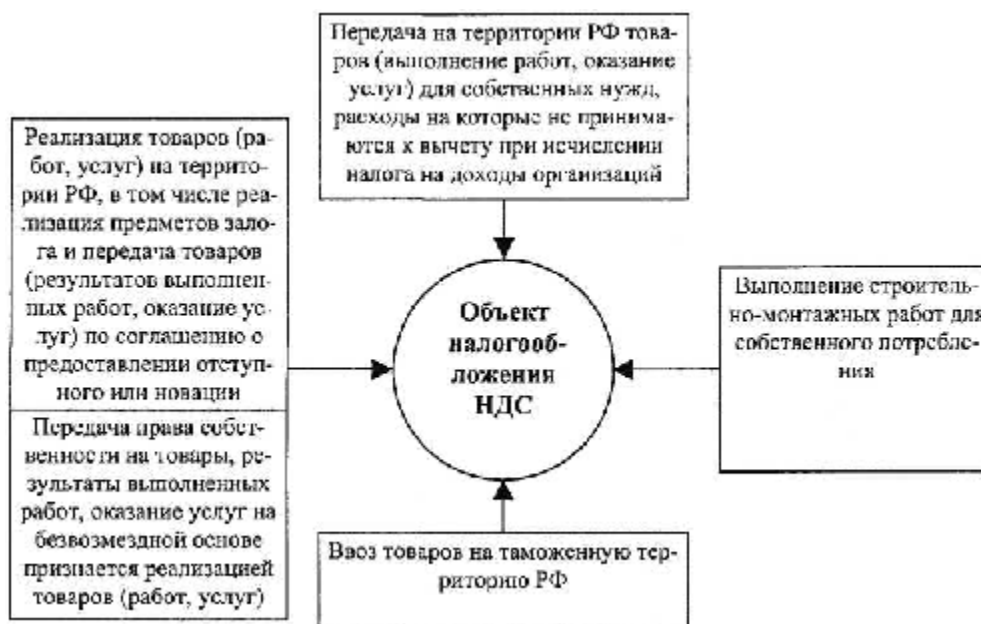 Передача на территории РФ това-
ров (выполнение работ, оказание
услуг) для собственных нужд,
расходы на которые не принима-
ются к вычету при исчислении
налога на доходы организаций
Реализация товаров (ра-
бот, услуг) на террито-
рии РФ, в том числе реа-
лизация предметов зало-
га и передача товаров
(результатов выполнен-
ных работ, оказание ус-
луг) по соглашению о
предоставлении отступ-
ного или новации
Передача права собст-
венности на товары, ре-
зультаты выполненных
работ, оказание услуг на
безвозмездной основе
признается реализацией
товаров (работ, услуг)
Объект
налогооб-
ложения
НДС
Выполнение строитель-
но-монтажных работ для
собственного потребле-
ния
Ввоз товаров на таможенную тер-
риторию РФ